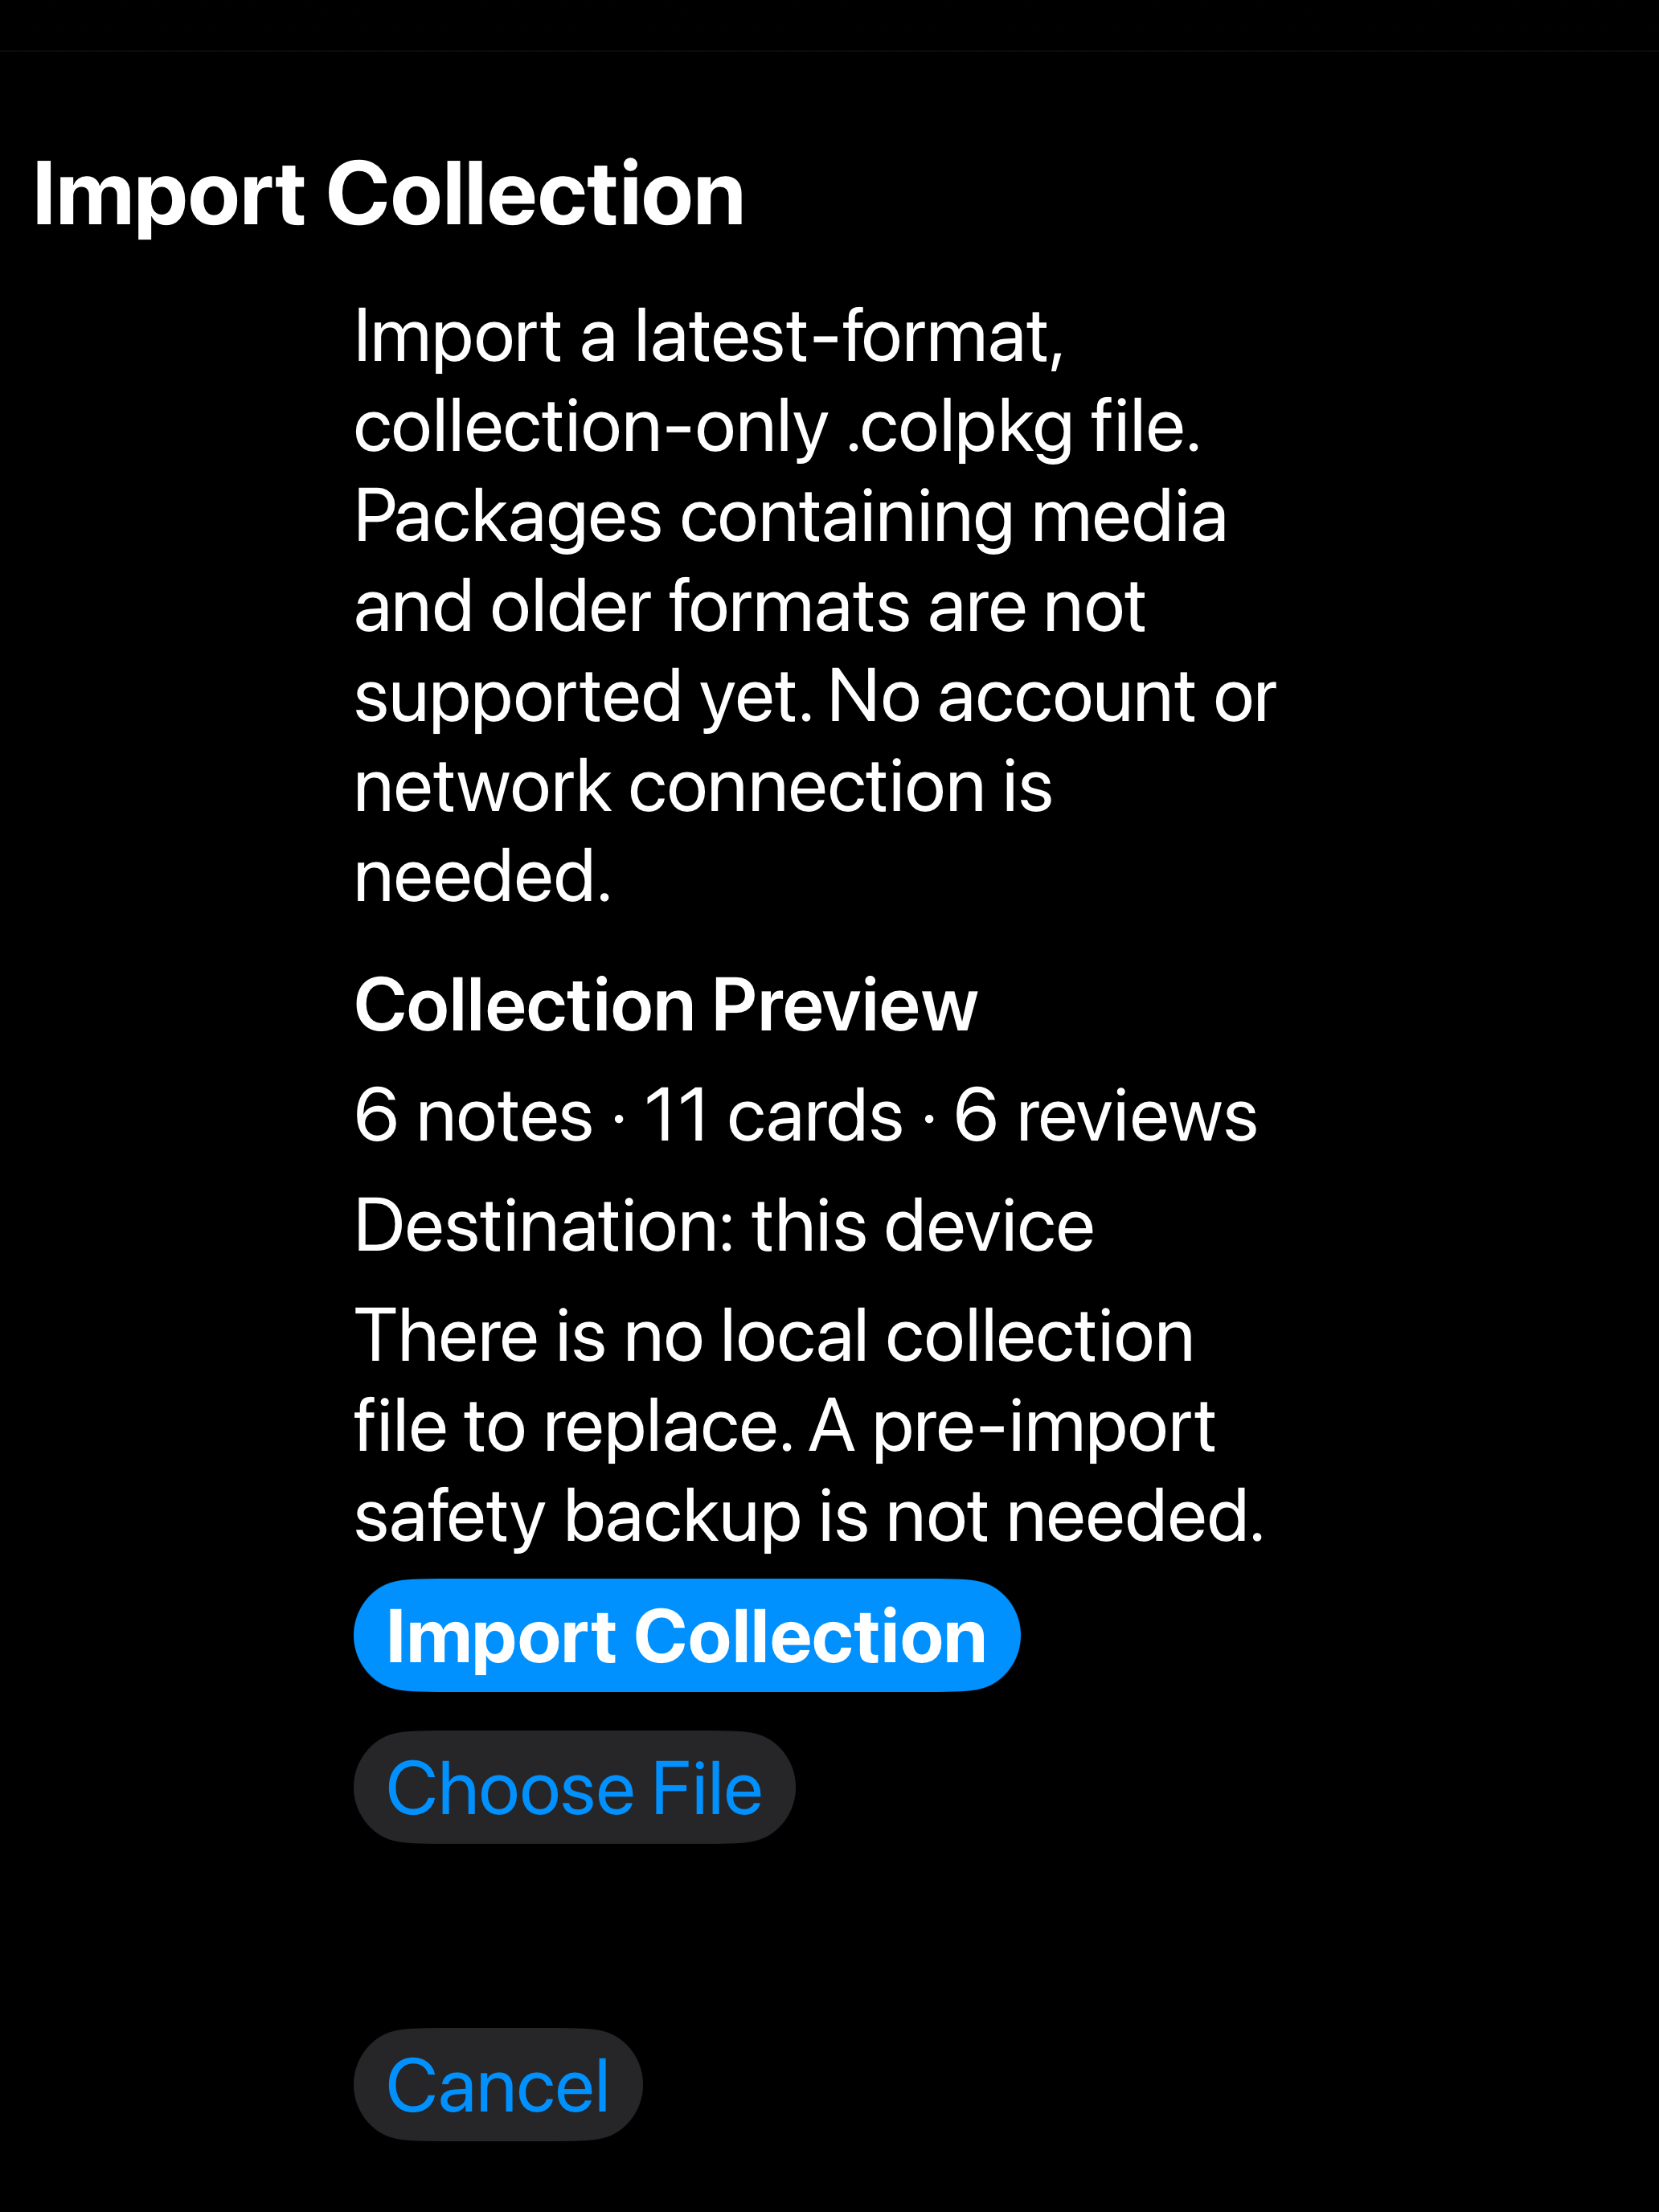 Import Collection
Import a latest-format,
collection-only .colpkg file.
Packages containing media
and older formats are not
supported yet. No account or
network connection is
needed.
Collection Preview
6 notes · 11 cards · 6 reviews
Destination: this device
There is no local collection
file to replace. A pre-import
safety backup is not needed.
Import Collection
Choose File
Cancel